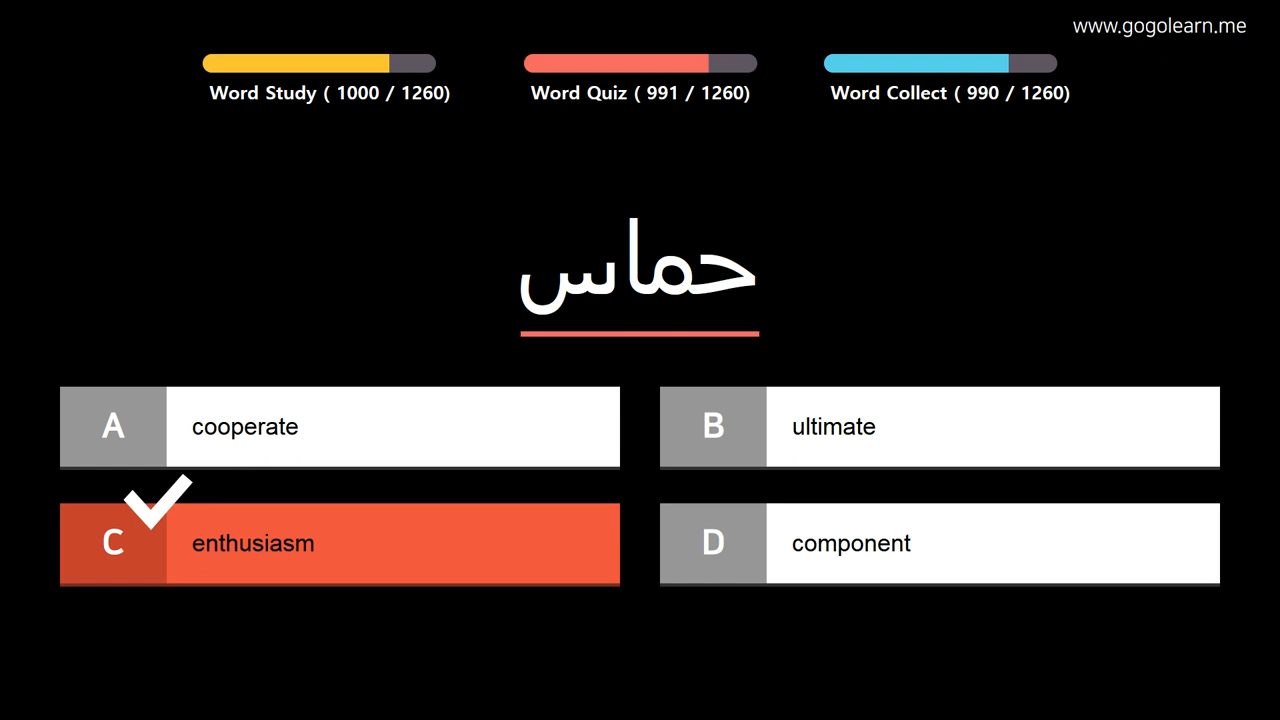 www.gogolearn.me
Word Study ( 1000 / 1260)
Word Quiz ( 991 / 1260)
Word Collect ( 990 / 1260)
حماس
A cooperate
B ultimate
C enthusiasm
D component